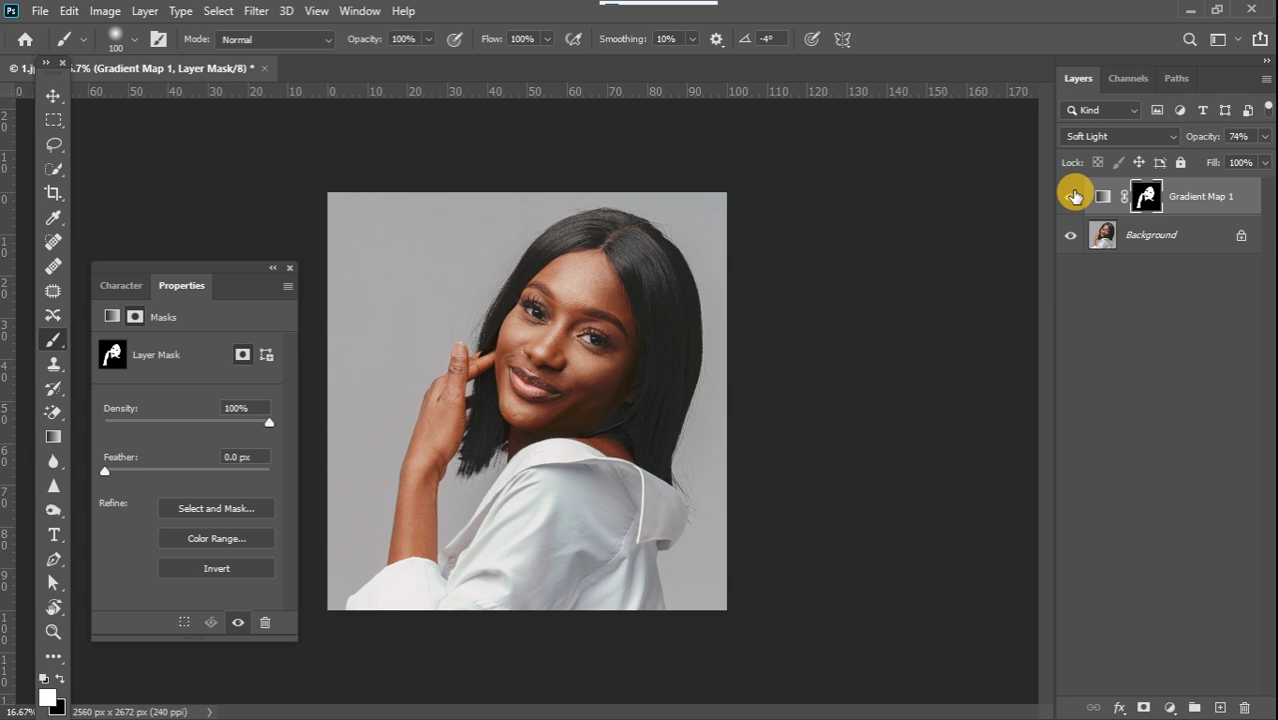 Ps File Edit Image Layer Type Select Filter 3D View Window Help
100 Mode: Normal Opacity: 100% Flow: 100% Smoothing: 10% -4°
© 1.j 6.7% (Gradient Map 1, Layer Mask/8) * ×
0 60 50 40 30 20 10 0 10 20 30 40 50 60 70 80 90 100 110 120 130 140 150 160 170
Layers Channels Paths
Kind
Soft Light Opacity: 74%
Lock: Fill: 100%
Gradient Map 1
Background
Character Properties
Masks
Layer Mask
Density: 100%
Feather: 0.0 px
Refine: Select and Mask...
Color Range...
Invert
16.67% 2560 px x 2672 px (240 ppi)